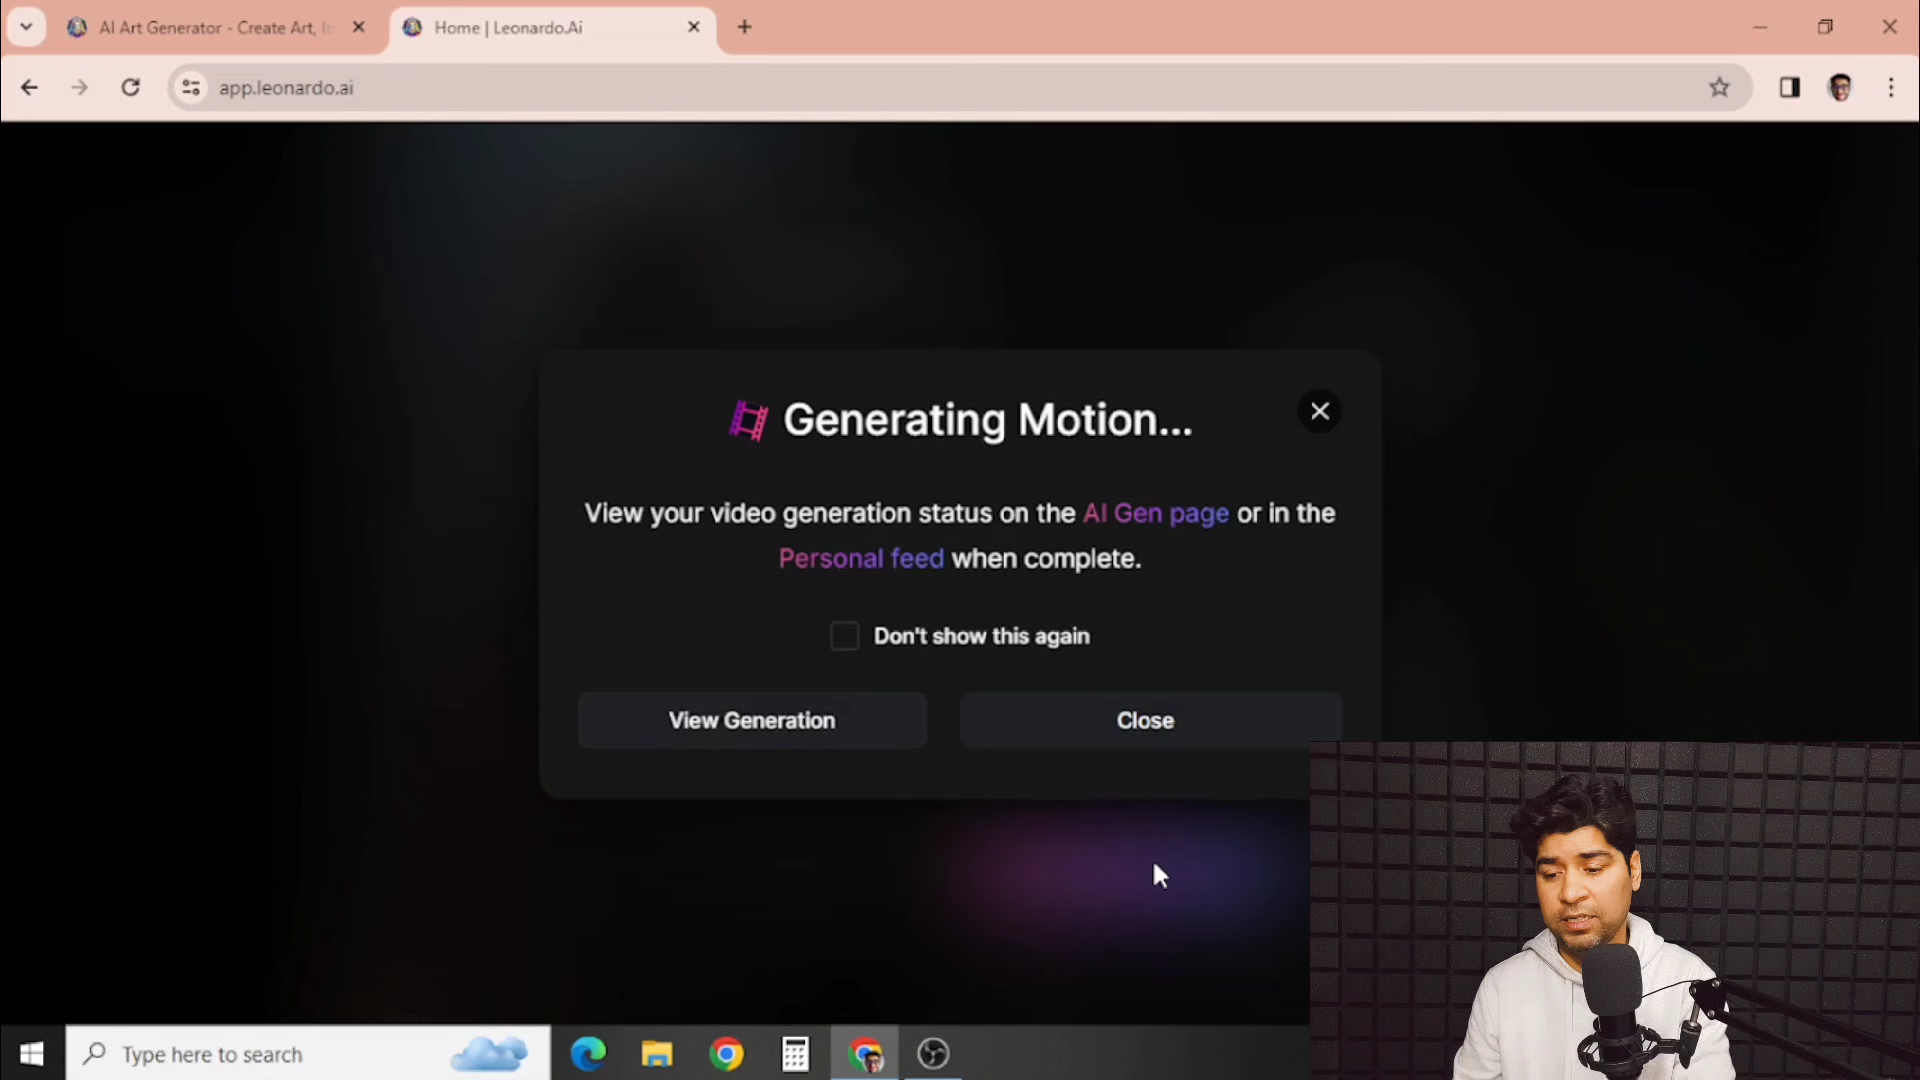 AI Art Generator - Create Art, In
Home | Leonardo.Ai
app.leonardo.ai
Generating Motion...
View your video generation status on the AI Gen page or in the
Personal feed when complete.
Don't show this again
View Generation
Close
Type here to search